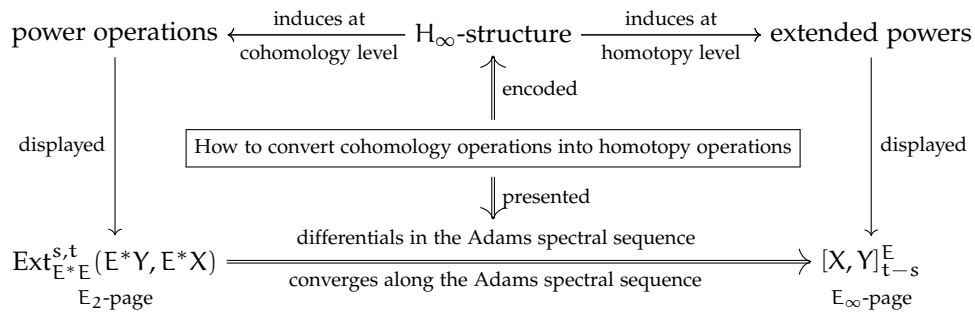 induces at induces at
power operations H∞-structure extended powers
cohomology level homotopy level
encoded
displayed How to convert cohomology operations into homotopy operations displayed
presented
differentials in the Adams spectral sequence
Ext^{s,t}_{E*E}(E*Y, E*X) [X, Y]^E_{t−s}
converges along the Adams spectral sequence
E₂-page E∞-page